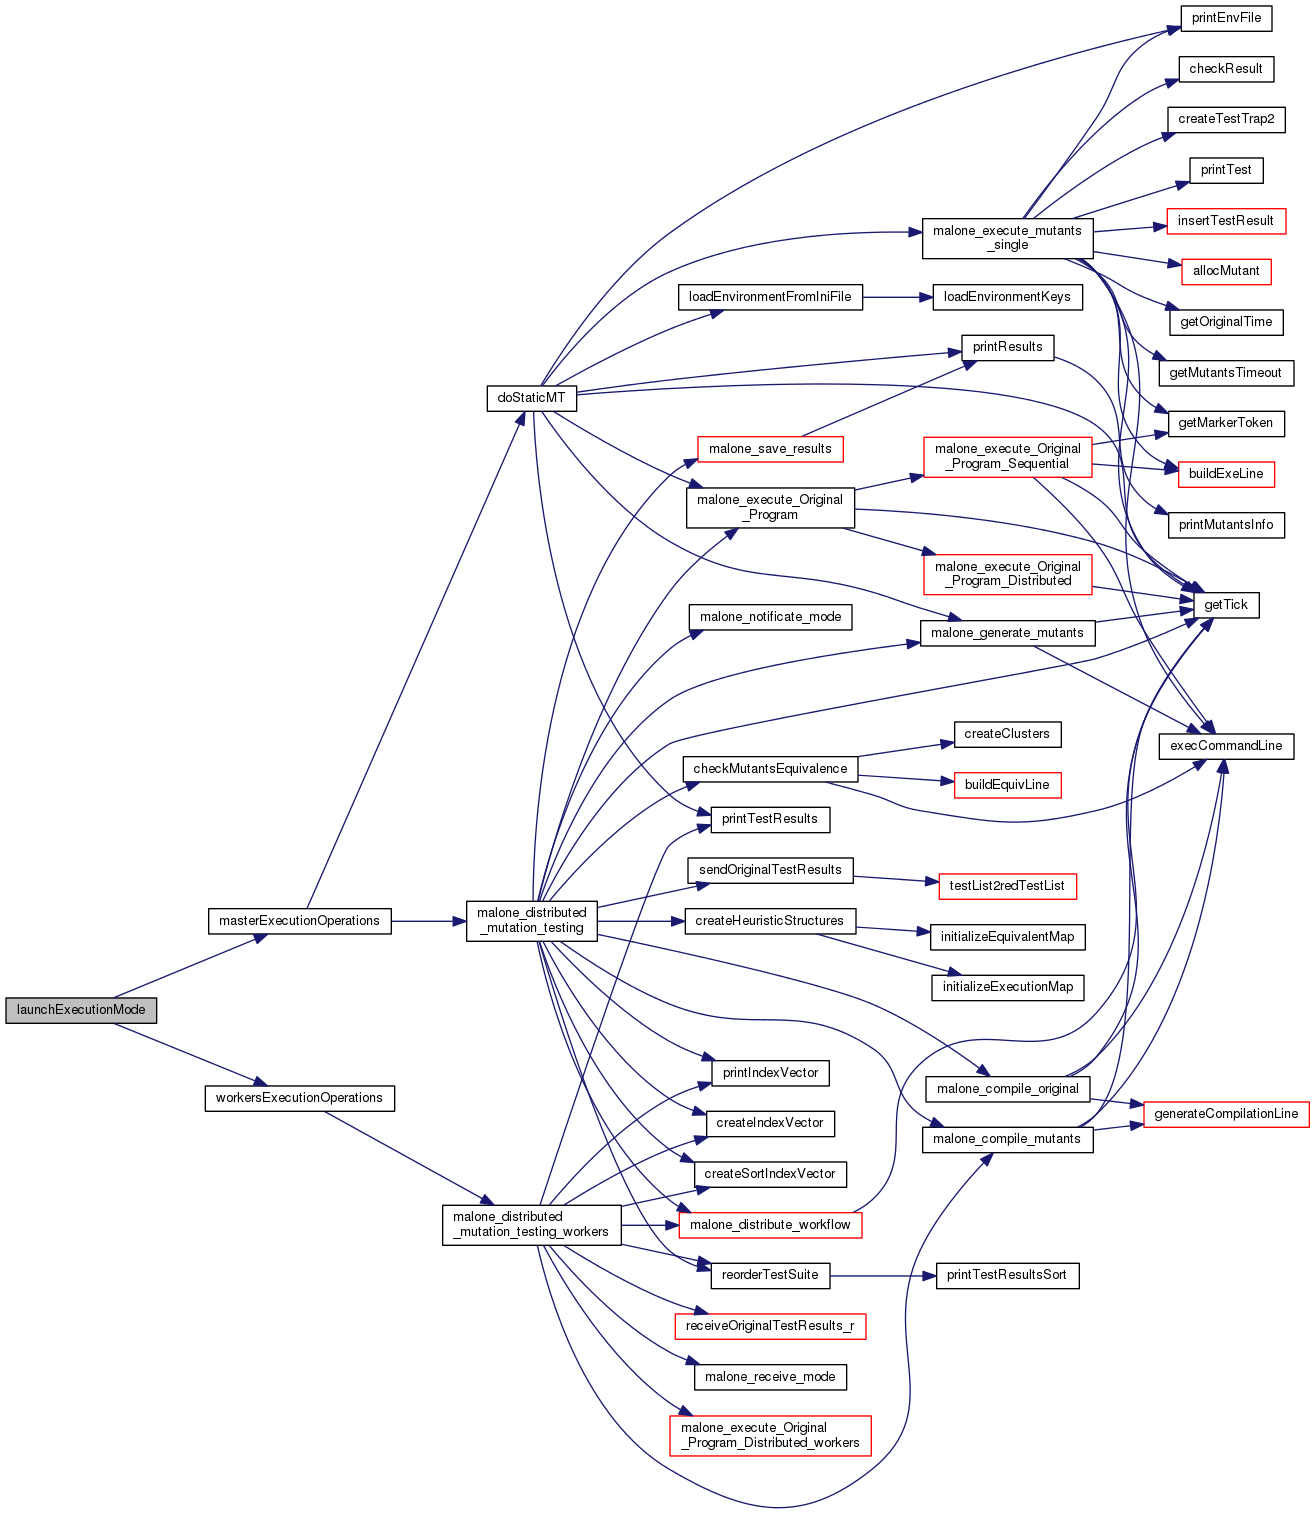 printEnvFile
checkResult
createTestTrap2
printTest
malone_execute_mutants
_single
insertTestResult
allocMutant
loadEnvironmentFromIniFile
loadEnvironmentKeys
getOriginalTime
printResults
getMutantsTimeout
doStaticMT
getMarkerToken
malone_save_results
malone_execute_Original
_Program_Sequential
buildExeLine
malone_execute_Original
_Program
printMutantsInfo
malone_execute_Original
_Program_Distributed
getTick
malone_notificate_mode
malone_generate_mutants
createClusters
execCommandLine
checkMutantsEquivalence
buildEquivLine
printTestResults
sendOriginalTestResults
testList2redTestList
masterExecutionOperations
malone_distributed
_mutation_testing
createHeuristicStructures
initializeEquivalentMap
initializeExecutionMap
launchExecutionMode
printIndexVector
malone_compile_original
workersExecutionOperations
generateCompilationLine
createIndexVector
malone_compile_mutants
createSortIndexVector
malone_distributed
_mutation_testing_workers
malone_distribute_workflow
reorderTestSuite
printTestResultsSort
receiveOriginalTestResults_r
malone_receive_mode
malone_execute_Original
_Program_Distributed_workers